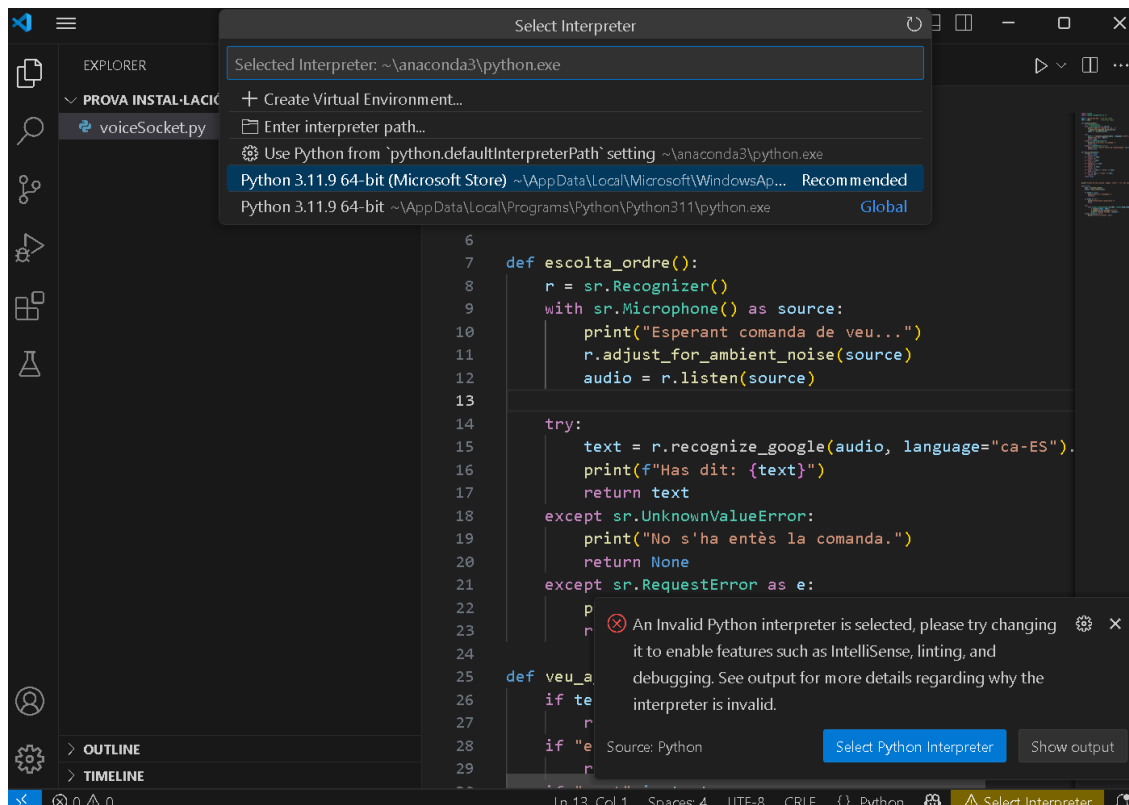 Select Interpreter
EXPLORER
PROVA INSTAL·LACIÓ
voiceSocket.py
Selected Interpreter: ~\anaconda3\python.exe
Create Virtual Environment...
Enter interpreter path...
Use Python from `python.defaultInterpreterPath` setting ~\anaconda3\python.exe
Python 3.11.9 64-bit (Microsoft Store) ~\AppData\Local\Microsoft\WindowsAp... Recommended
Python 3.11.9 64-bit ~\AppData\Local\Programs\Python\Python311\python.exe Global
6
7 def escolta_ordre():
8 r = sr.Recognizer()
9 with sr.Microphone() as source:
10 print("Esperant comanda de veu...")
11 r.adjust_for_ambient_noise(source)
12 audio = r.listen(source)
13
14 try:
15 text = r.recognize_google(audio, language="ca-ES").
16 print(f"Has dit: {text}")
17 return text
18 except sr.UnknownValueError:
19 print("No s'ha entès la comanda.")
20 return None
21 except sr.RequestError as e:
22 p
23 r
24
25 def veu_a
26 if te
27 r
28 if "e
29 r
An Invalid Python interpreter is selected, please try changing
it to enable features such as IntelliSense, linting, and
debugging. See output for more details regarding why the
interpreter is invalid.
Source: Python
Select Python Interpreter
Show output
OUTLINE
TIMELINE
0 0 Ln 13, Col 1 Spaces: 4 UTF-8 CRLF {} Python Select Interpreter